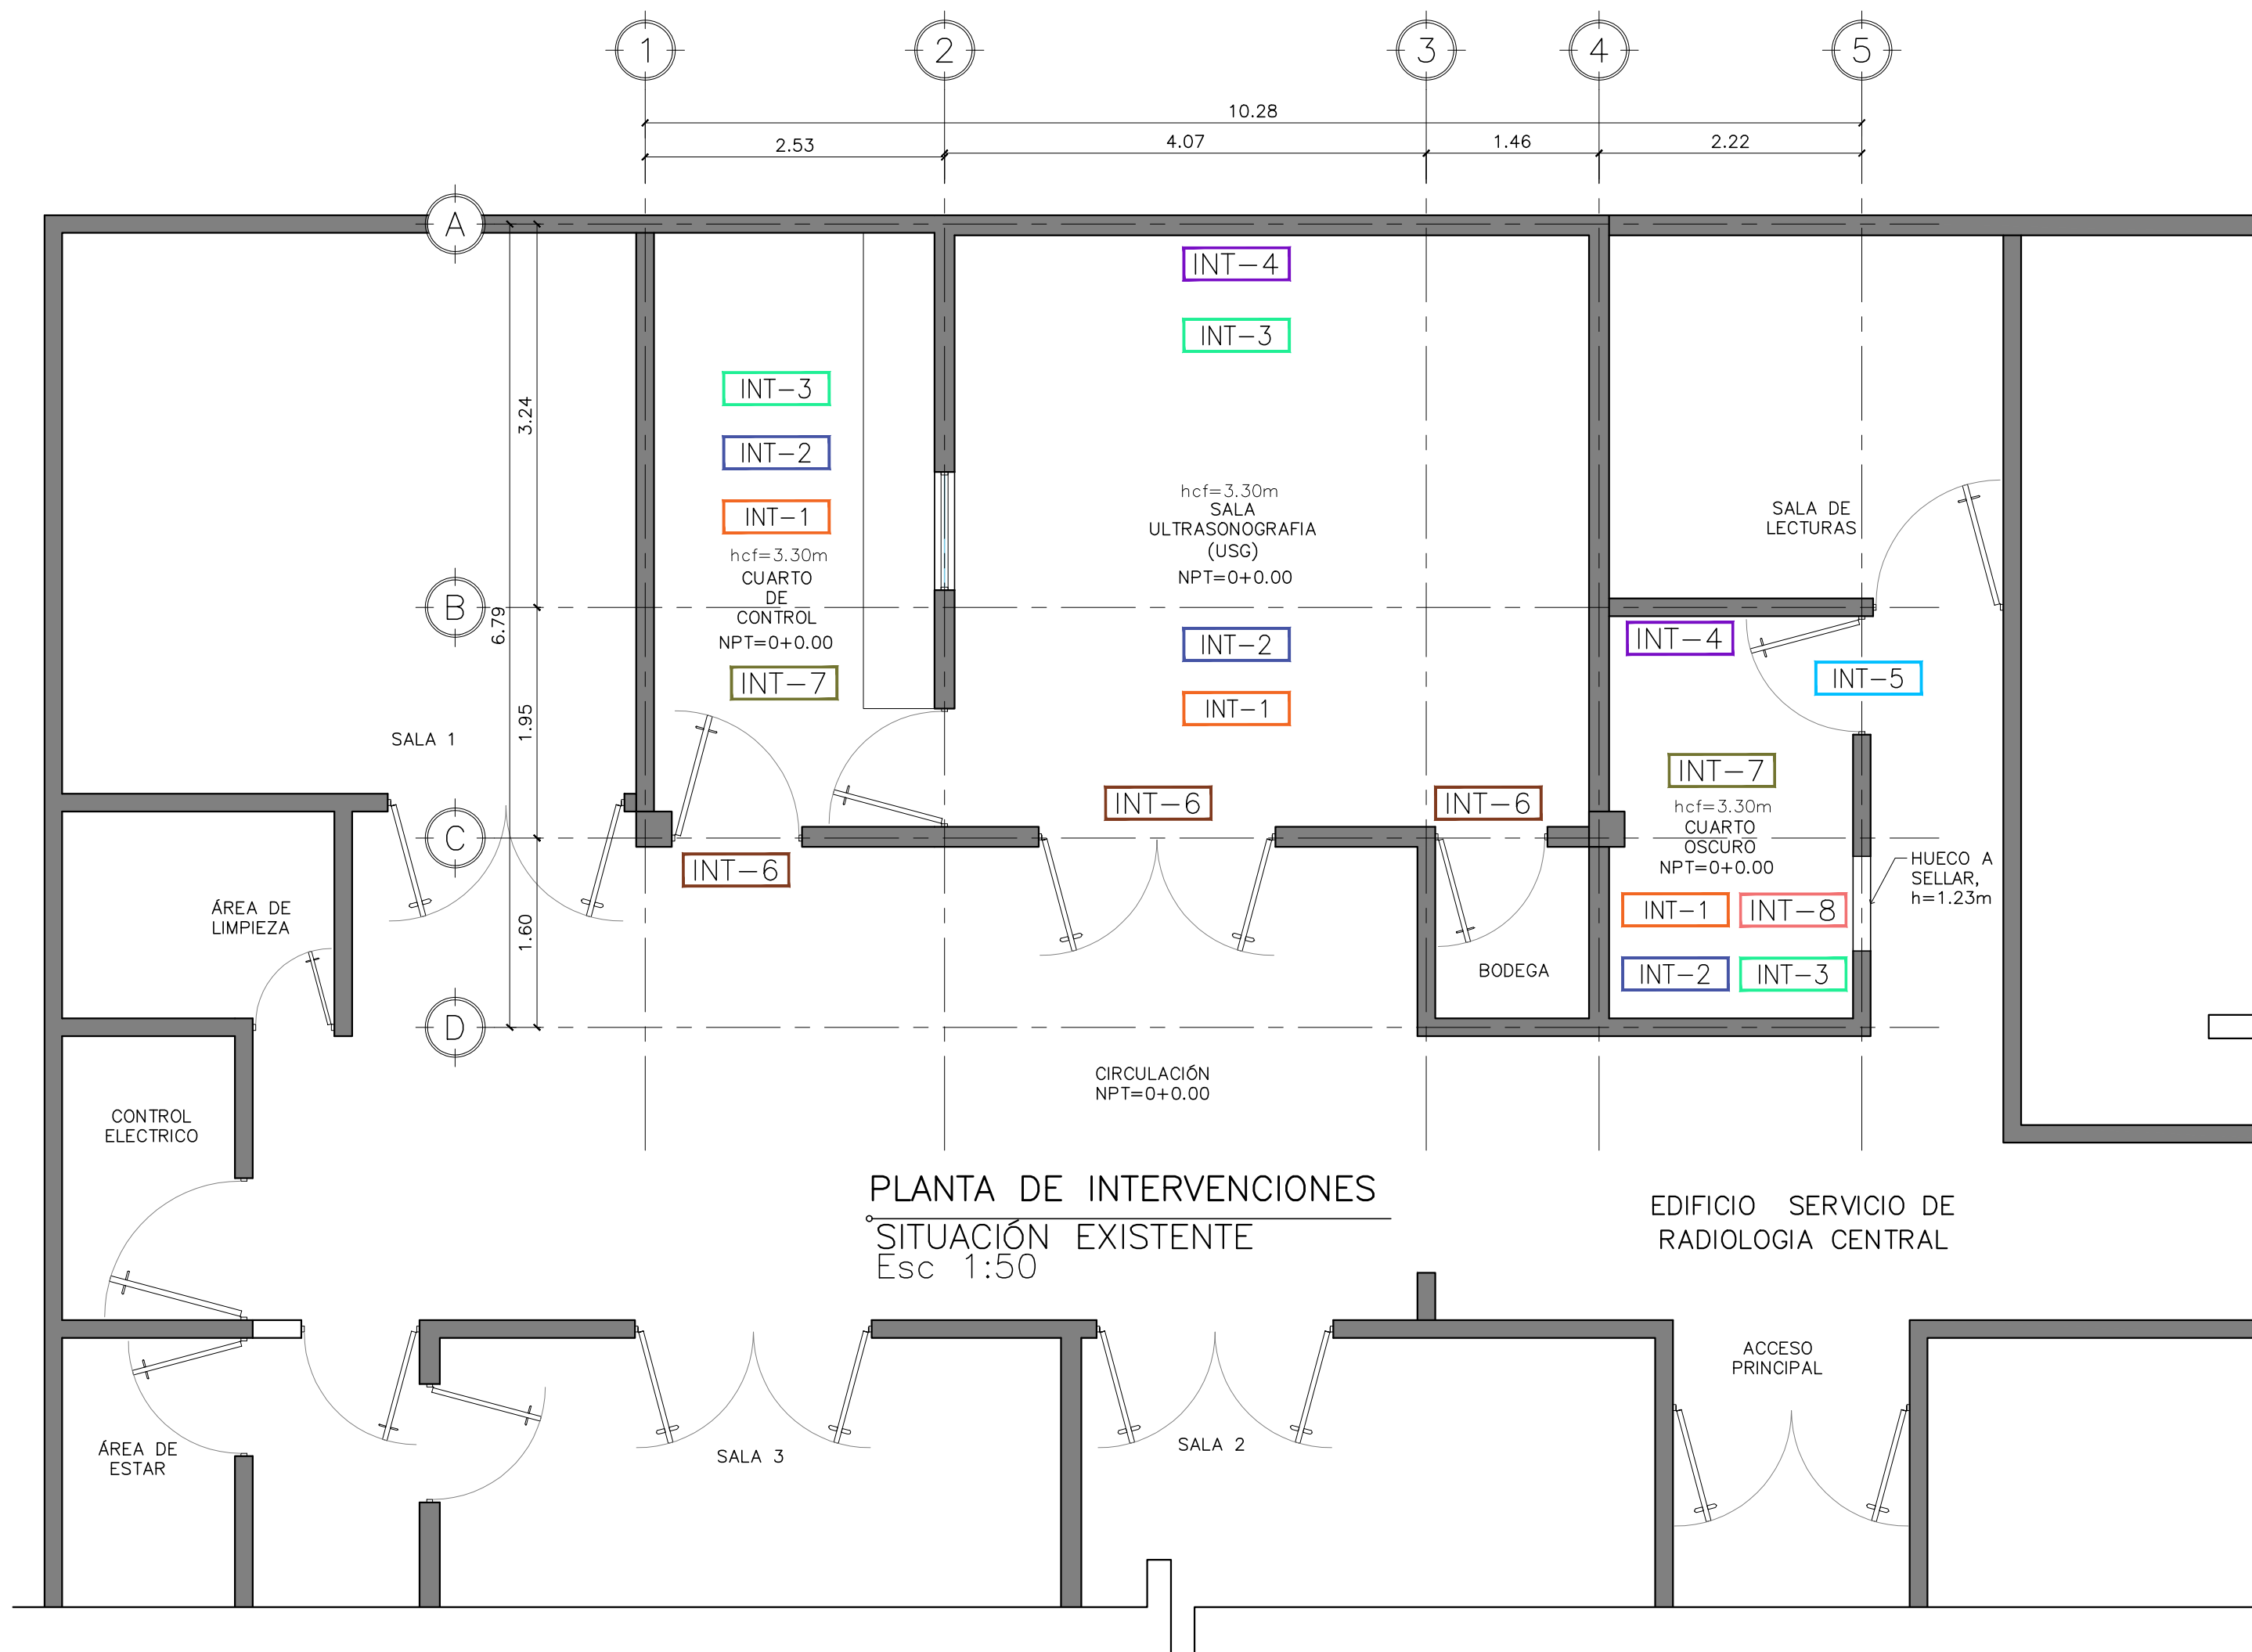 1 2 3 4 5
10.28
2.53 4.07 1.46 2.22
A
INT-4
INT-3
INT-3
3.24
INT-2
hcf=3.30m
SALA
ULTRASONOGRAFIA
(USG)
NPT=0+0.00
INT-1
hcf=3.30m
CUARTO
DE
CONTROL
NPT=0+0.00
SALA DE
LECTURAS
B
6.79
INT-2
INT-4
INT-7
INT-5
INT-1
1.95
SALA 1
INT-7
hcf=3.30m
CUARTO
OSCURO
NPT=0+0.00
INT-6
INT-6
C
INT-6
HUECO A
SELLAR,
h=1.23m
ÁREA DE
LIMPIEZA
1.60
INT-1 INT-8
BODEGA
INT-2 INT-3
D
CIRCULACIÓN
NPT=0+0.00
CONTROL
ELECTRICO
PLANTA DE INTERVENCIONES
SITUACIÓN EXISTENTE
Esc 1:50
EDIFICIO SERVICIO DE
RADIOLOGIA CENTRAL
ACCESO
PRINCIPAL
ÁREA DE
ESTAR
SALA 3
SALA 2